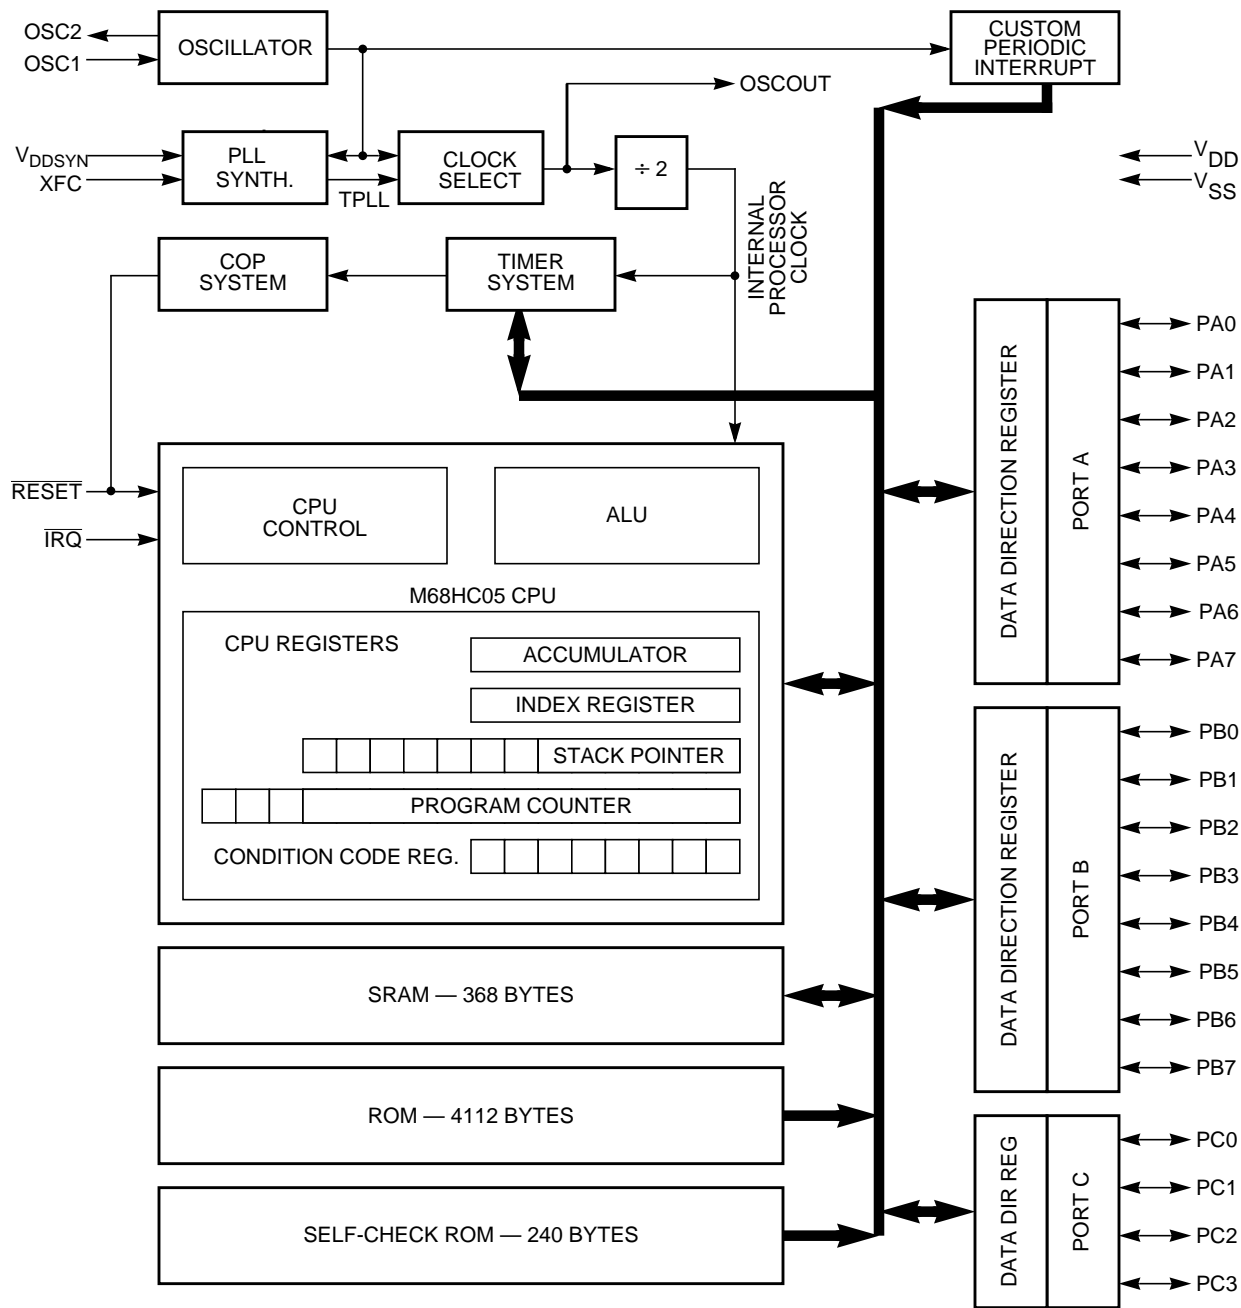 OSC2
OSC1
OSCILLATOR
CUSTOM
PERIODIC
INTERRUPT
OSCOUT
VDDSYN
XFC
PLL
SYNTH.
TPLL
CLOCK
SELECT
÷ 2
VDD
VSS
INTERNAL
PROCESSOR
CLOCK
COP
SYSTEM
TIMER
SYSTEM
RESET
IRQ
CPU
CONTROL
ALU
M68HC05 CPU
CPU REGISTERS
ACCUMULATOR
INDEX REGISTER
STACK POINTER
PROGRAM COUNTER
CONDITION CODE REG.
SRAM — 368 BYTES
ROM — 4112 BYTES
SELF-CHECK ROM — 240 BYTES
DATA DIRECTION REGISTER
PORT A
PA0
PA1
PA2
PA3
PA4
PA5
PA6
PA7
DATA DIRECTION REGISTER
PORT B
PB0
PB1
PB2
PB3
PB4
PB5
PB6
PB7
DATA DIR REG
PORT C
PC0
PC1
PC2
PC3